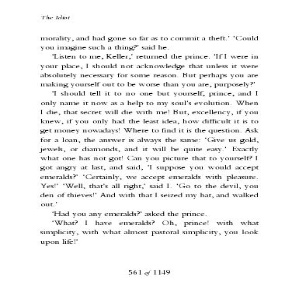 The Idiot
morality, and had gone so far as to commit a theft.' 'Could
you imagine such a thing?' said he.
'Listen to me, Keller,' returned the prince. 'If I were in
your place, I should not acknowledge that unless it were
absolutely necessary for some reason. But perhaps you are
making yourself out to be worse than you are, purposely?'
'I should tell it to no one but yourself, prince, and I
only name it now as a help to my soul's evolution. When
I die, that secret will die with me! But, excellency, if you
knew, if you only had the least idea, how difficult it is to
get money nowadays! Where to find it is the question. Ask
for a loan, the answer is always the same: 'Give us gold,
jewels, or diamonds, and it will be quite easy.' Exactly
what one has not got! Can you picture that to yourself? I
got angry at last, and said, 'I suppose you would accept
emeralds?' 'Certainly, we accept emeralds with pleasure.
Yes!' 'Well, that's all right,' said I. 'Go to the devil, you
den of thieves!' And with that I seized my hat, and walked
out.'
'Had you any emeralds?' asked the prince.
'What? I have emeralds? Oh, prince! with what
simplicity, with what almost pastoral simplicity, you look
upon life!'
561 of 1149